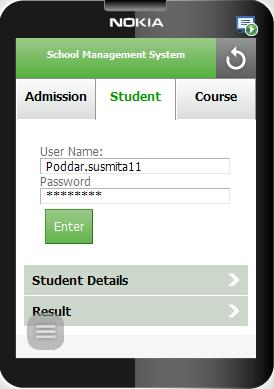 NOKIA
School Management System
Admission Student Course
User Name:
Poddar.susmita11
Password
********
Enter
Student Details
Result